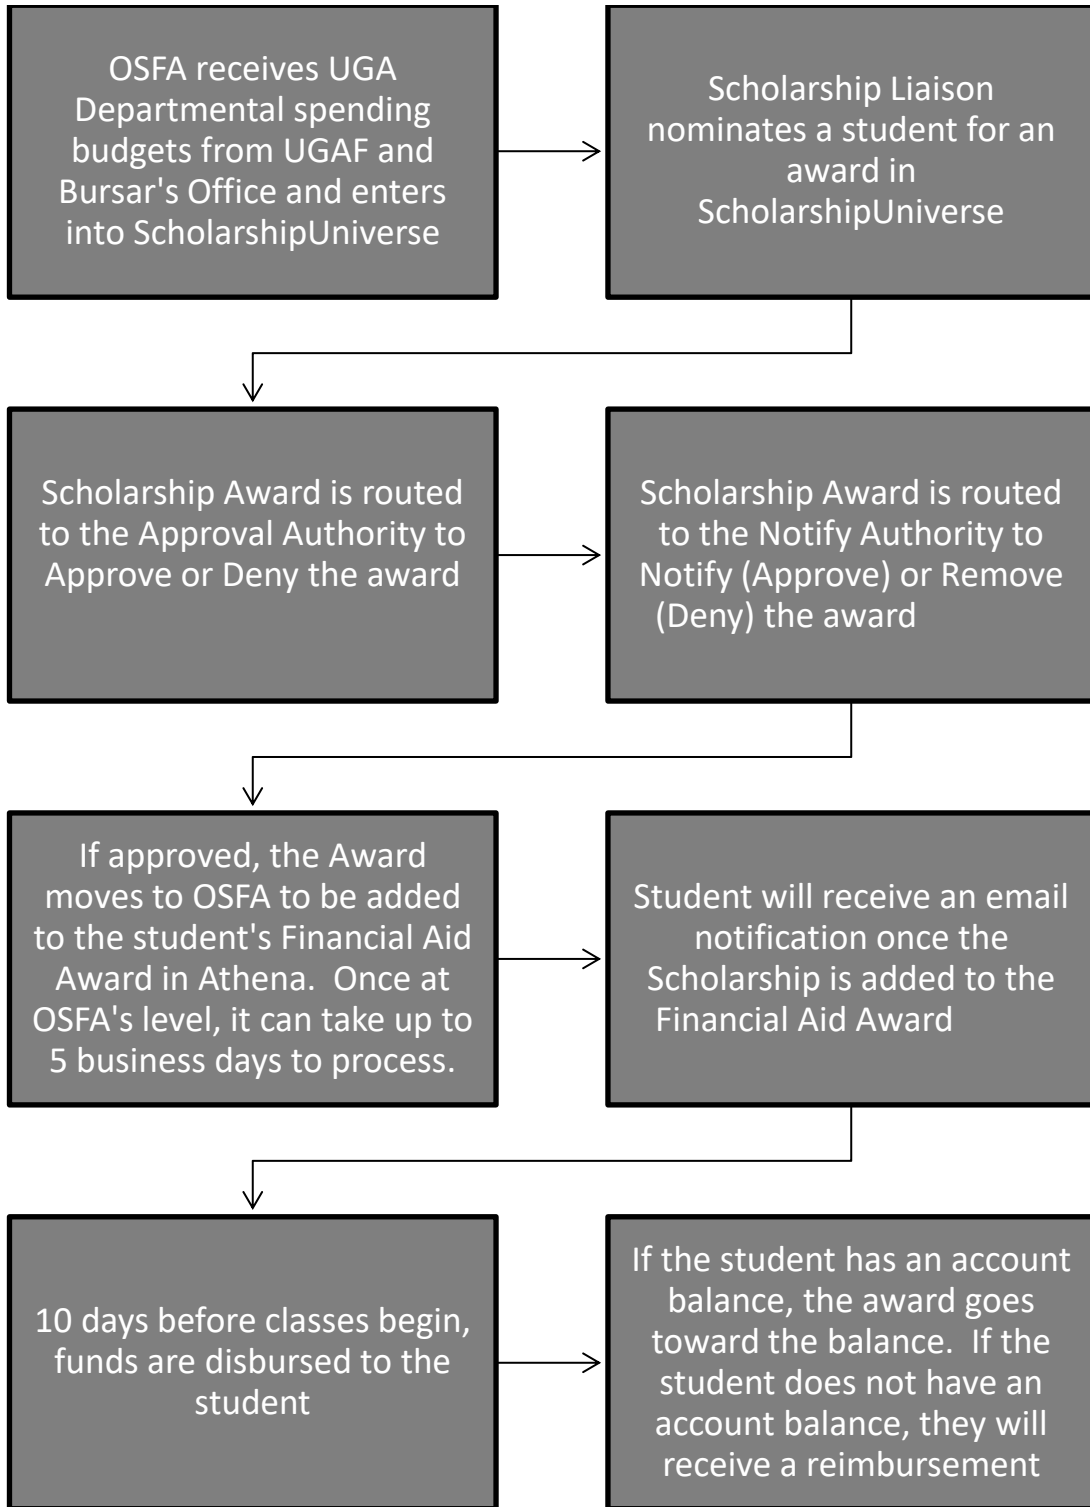 OSFA receives UGA
Departmental spending
budgets from UGAF and
Bursar's Office and enters
into ScholarshipUniverse
Scholarship Liaison
nominates a student for an
award in
ScholarshipUniverse
Scholarship Award is routed
to the Approval Authority to
Approve or Deny the award
Scholarship Award is routed
to the Notify Authority to
Notify (Approve) or Remove
(Deny) the award
If approved, the Award
moves to OSFA to be added
to the student's Financial Aid
Award in Athena.  Once at
OSFA's level, it can take up to
5 business days to process.
Student will receive an email
notification once the
Scholarship is added to the
Financial Aid Award
10 days before classes begin,
funds are disbursed to the
student
If the student has an account
balance, the award goes
toward the balance.  If the
student does not have an
account balance, they will
receive a reimbursement